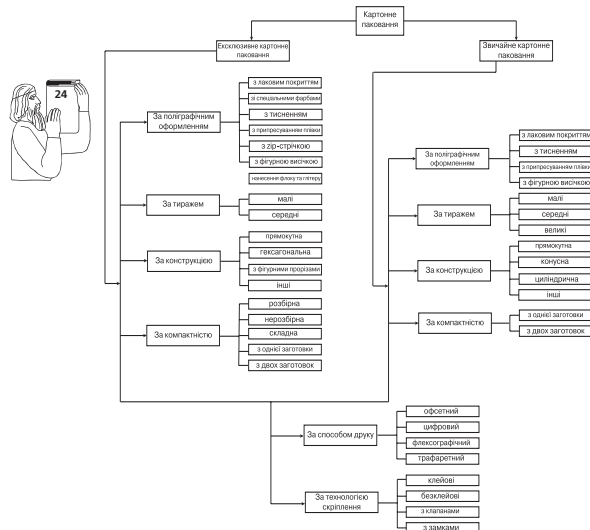 24
Картонне
паковання
Ексклюзивне картонне
паковання
Звичайне картонне
паковання
За поліграфічним
оформленням
з лаковим покриттям
зі спеціальними фарбами
з тисненням
з припресуванням плівки
з zip-стрічкою
з фігурною висічкою
нанесення флоку та глітеру
За тиражем
малі
середні
За конструкцією
прямокутна
гексагональна
з фігурними прорізами
інші
За компактністю
розбірна
нерозбірна
складна
з однієї заготовки
з двох заготовок
За поліграфічним
оформленням
з лаковим покриттям
з тисненням
з припресуванням плівки
з фігурною висічкою
За тиражем
малі
середні
великі
За конструкцією
прямокутна
конусна
циліндрична
інші
За компактністю
з однієї заготовки
з двох заготовок
За способом друку
офсетний
цифровий
флексографічний
трафаретний
За технологією
скріплення
клейові
безклейові
з клапанами
з замками